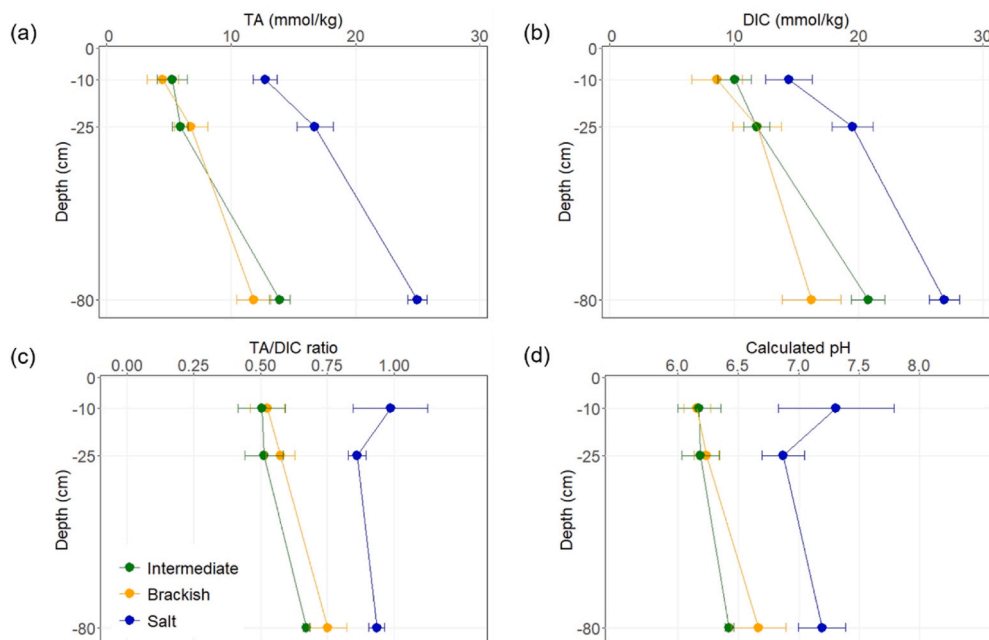 (a)
TA (mmol/kg)
0 10 20 30
0
-10
-25
-80
Depth (cm)
(b)
DIC (mmol/kg)
0 10 20 30
0
-10
-25
-80
Depth (cm)
(c)
TA/DIC ratio
0.00 0.25 0.50 0.75 1.00
0
-10
-25
-80
Depth (cm)
Intermediate
Brackish
Salt
(d)
Calculated pH
6.0 6.5 7.0 7.5 8.0
0
-10
-25
-80
Depth (cm)